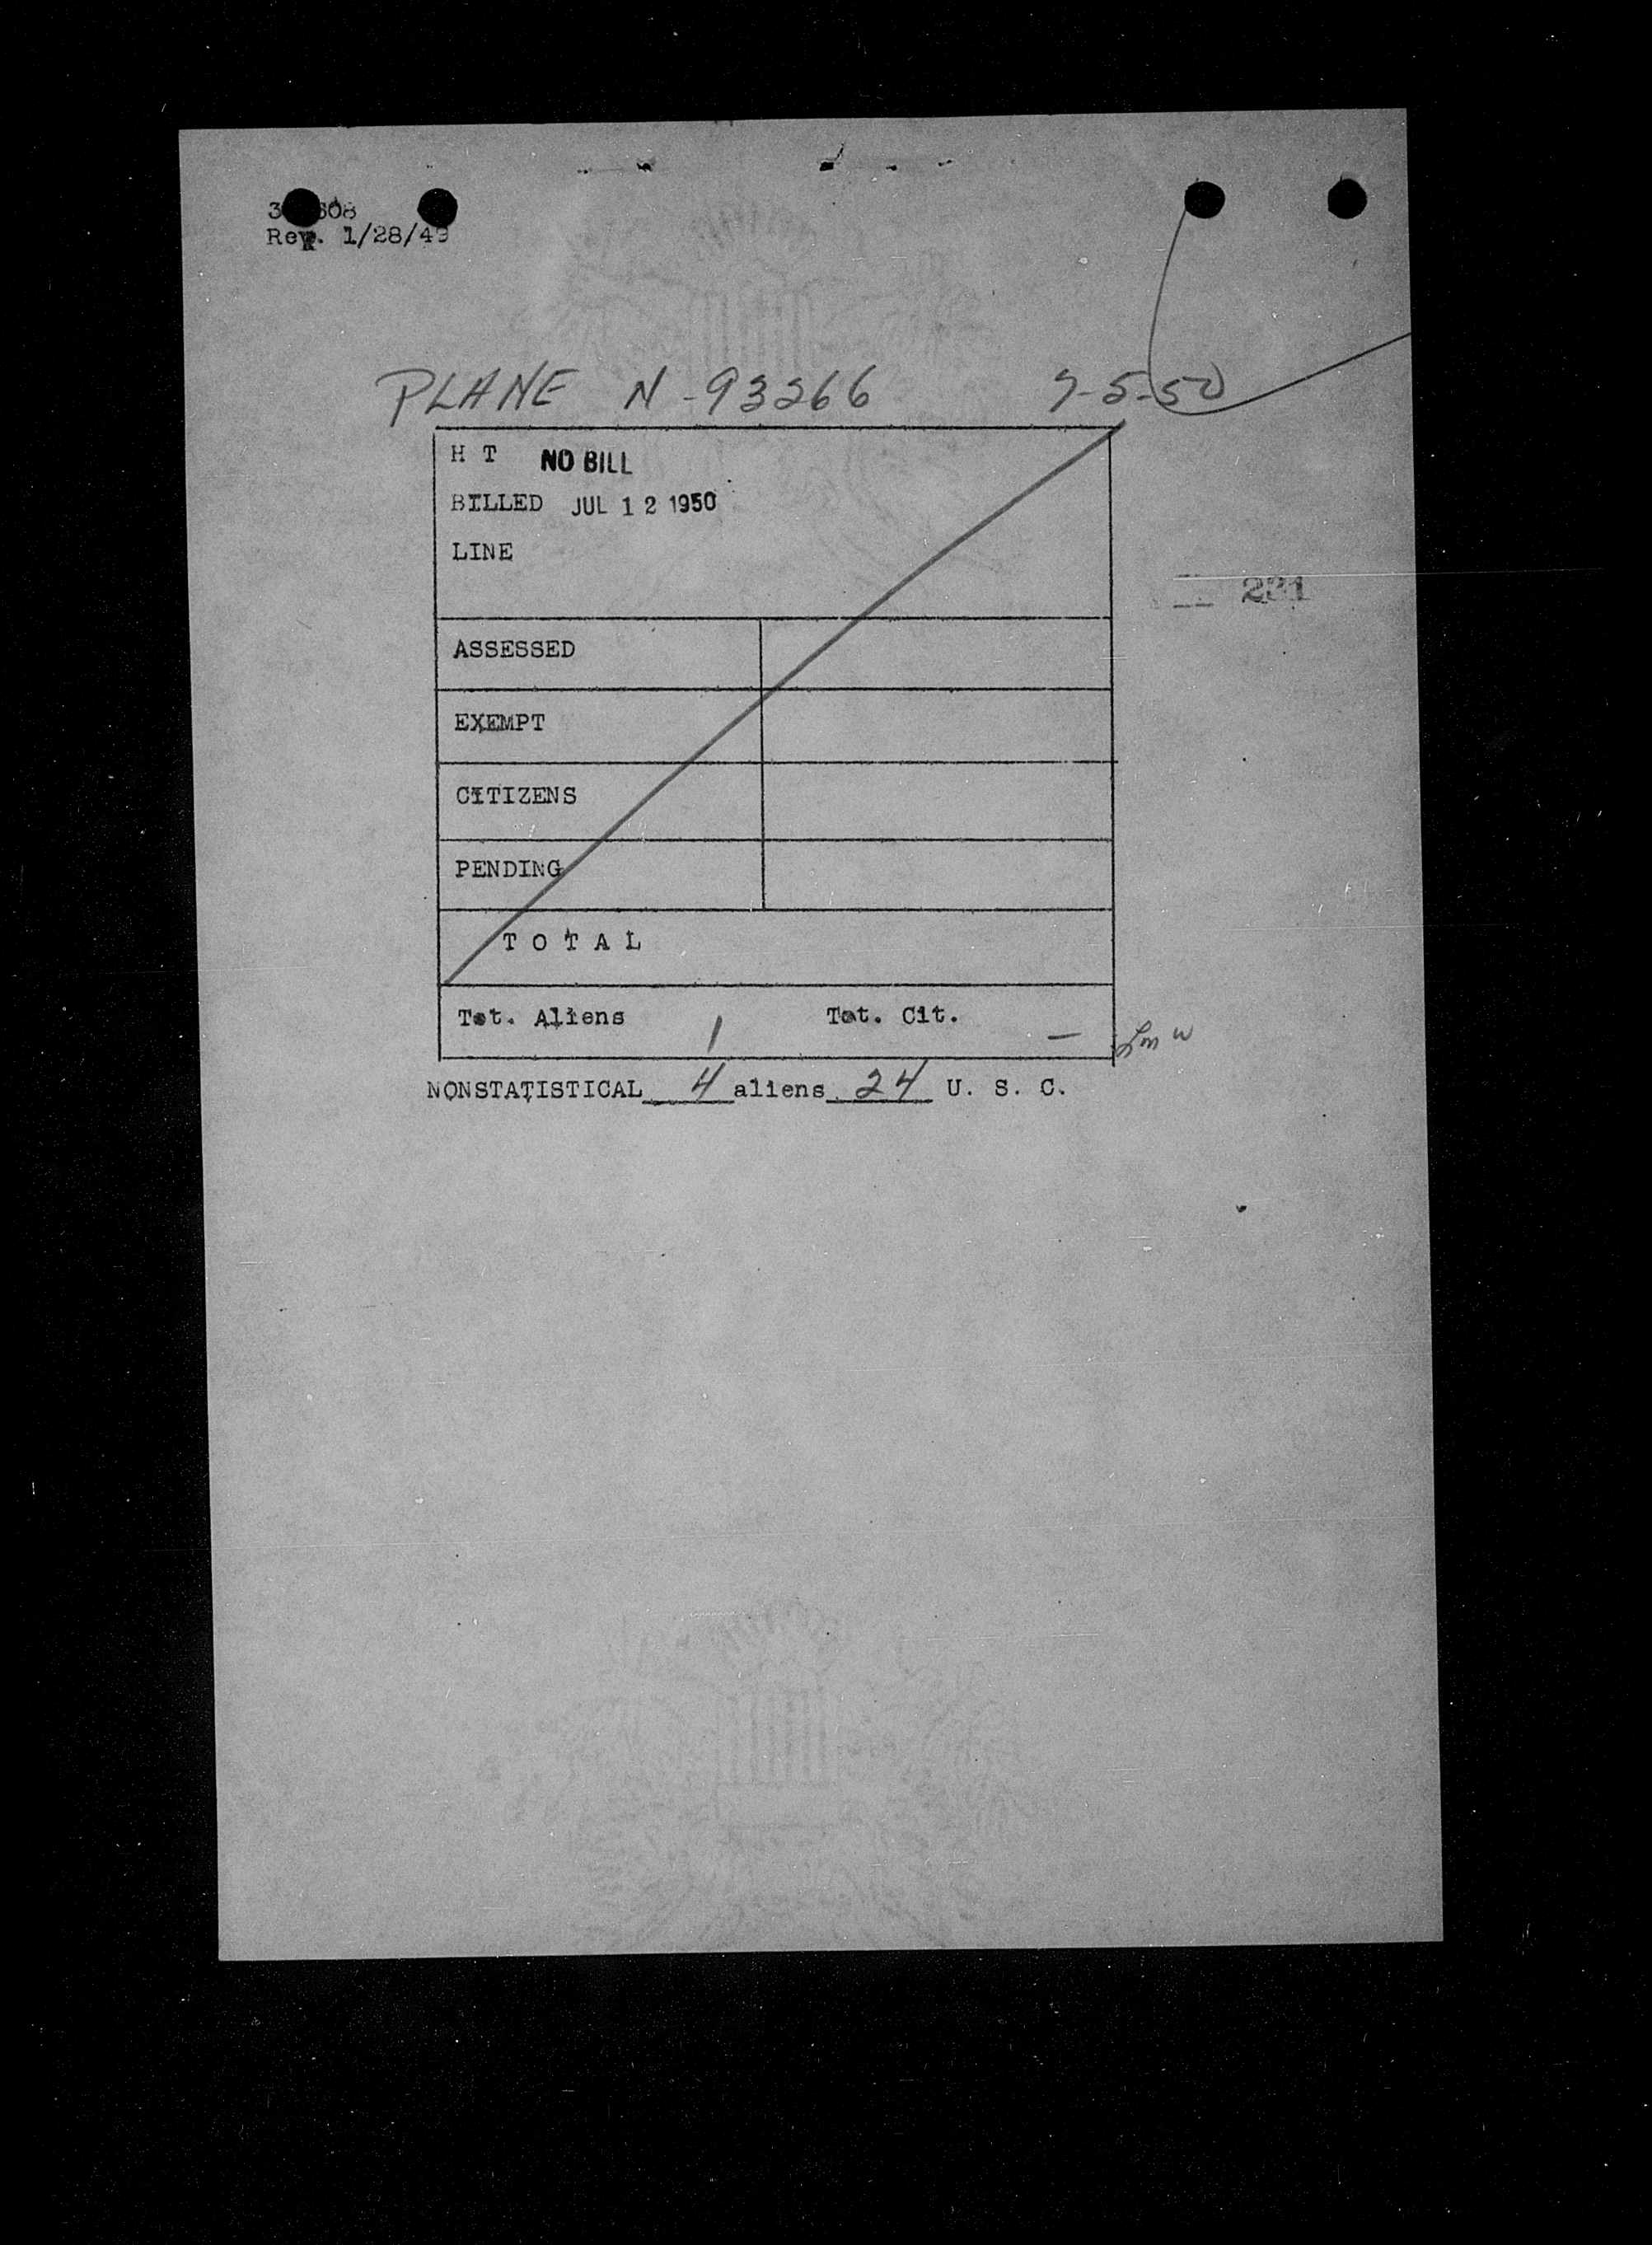 Rev. 1/28/49
PLANE N-93266 7-5-50
H T NO BILL
BILLED JUL 12 1950
LINE
231
ASSESSED
EXEMPT
CITIZENS
PENDING
T O T A L
Tot. Aliens 1 Tot. Cit. —
NONSTATISTICAL 4 aliens 24 U. S. C.